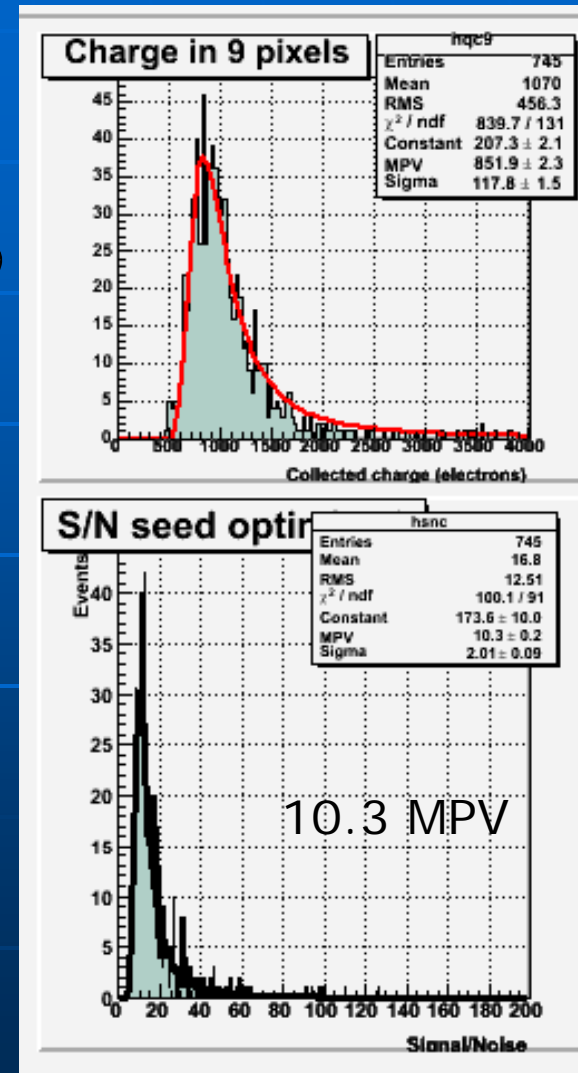 Charge in 9 pixels
hqc9
Entries 745
Mean 1070
RMS 456.3
χ² / ndf 839.7 / 131
Constant 207.3 ± 2.1
MPV 851.9 ± 2.3
Sigma 117.8 ± 1.5
45
40
35
30
25
20
15
10
5
0
0 500 1000 1500 2000 2500 3000 3500 4000
Collected charge (electrons)
S/N seed opti
hsnc
Entries 745
Mean 16.8
RMS 12.51
χ² / ndf 100.1 / 91
Constant 173.6 ± 10.0
MPV 10.3 ± 0.2
Sigma 2.01 ± 0.09
Events
40
30
25
20
15
10
5
0
10.3 MPV
0 20 40 60 80 100 120 140 160 180 200
Signal/Noise